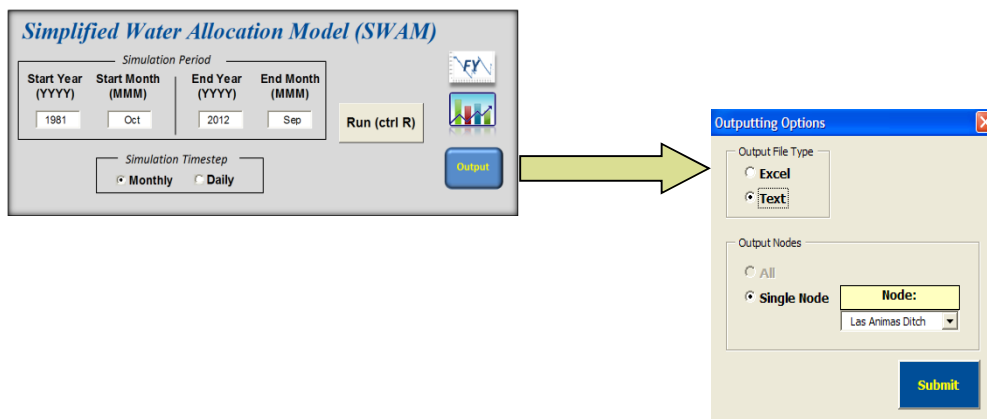 Simplified Water Allocation Model (SWAM)
Simulation Period
Start Year Start Month End Year End Month
(YYYY) (MMM) (YYYY) (MMM)
1981 Oct 2012 Sep
Run (ctrl R)
Simulation Timestep
Monthly Daily
FY
Output
Outputting Options
Output File Type
Excel
Text
Output Nodes
All
Single Node
Node:
Las Animas Ditch
Submit